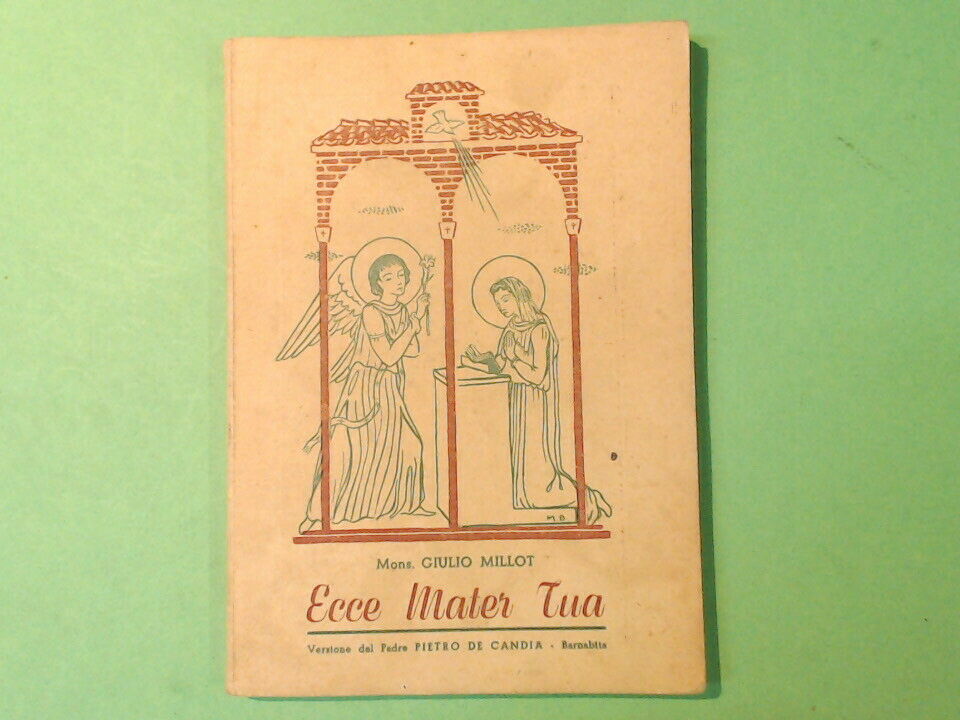 M B
Mons. GIULIO MILLOT
Ecce Mater Tua
Versione del Padre PIETRO DE CANDIA - Barnabita